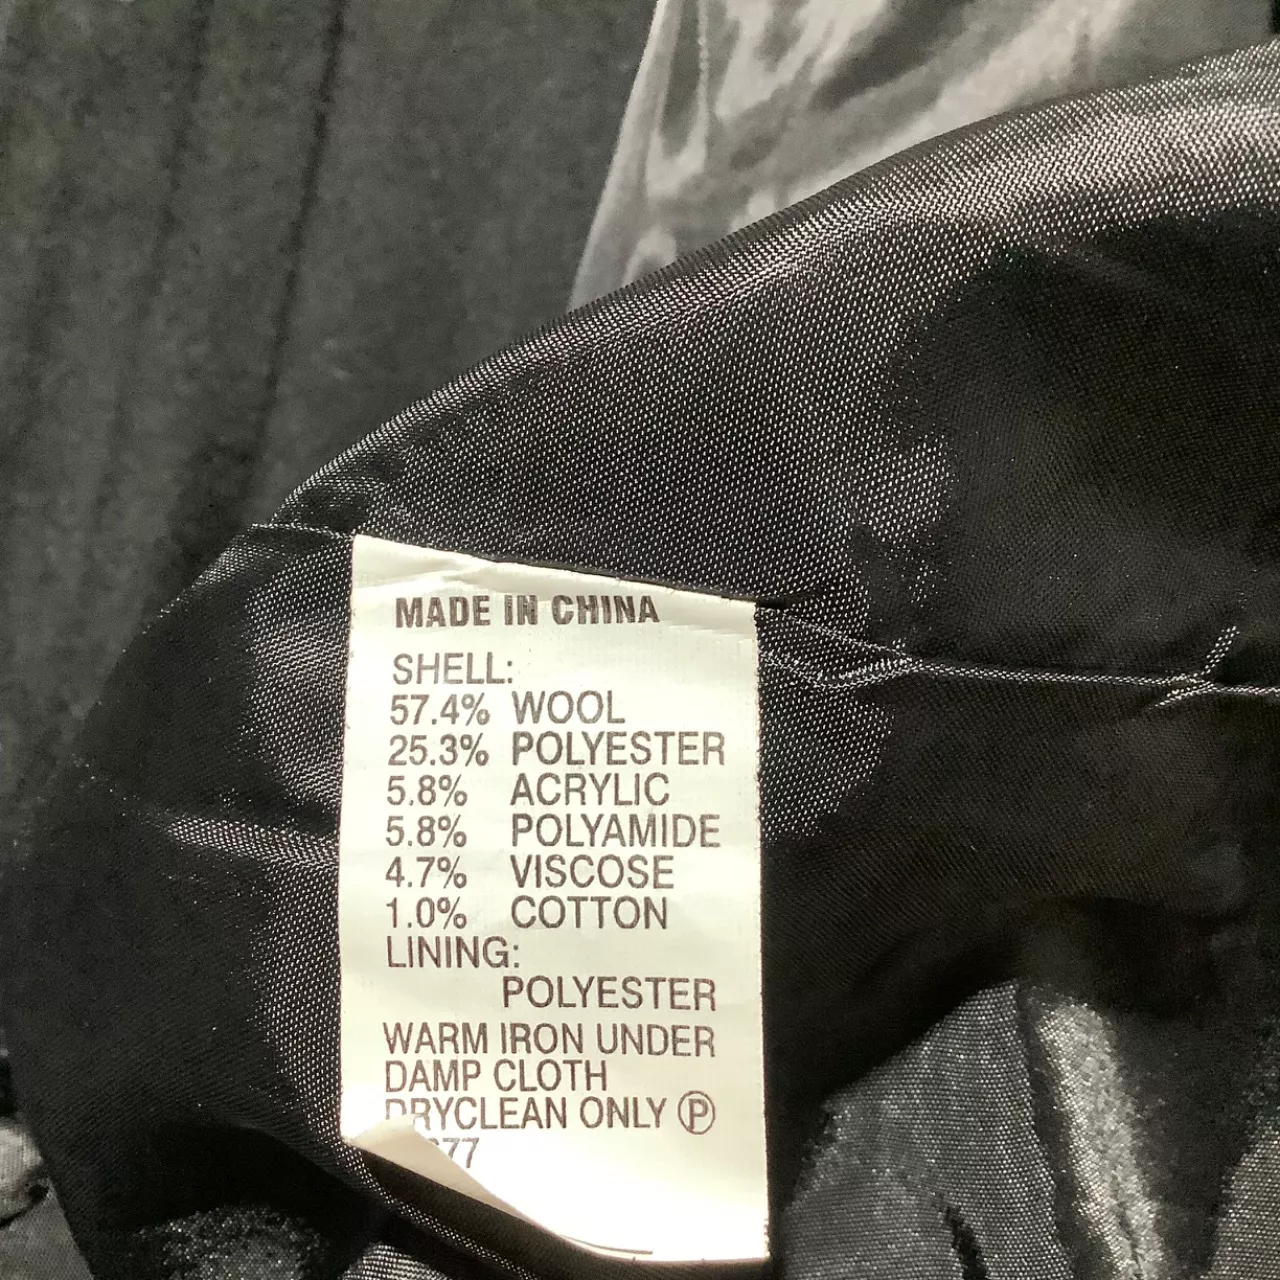 MADE IN CHINA
SHELL:
57.4% WOOL
25.3% POLYESTER
5.8% ACRYLIC
5.8% POLYAMIDE
4.7% VISCOSE
1.0% COTTON
LINING:
POLYESTER
WARM IRON UNDER
DAMP CLOTH
DRYCLEAN ONLY Ⓟ